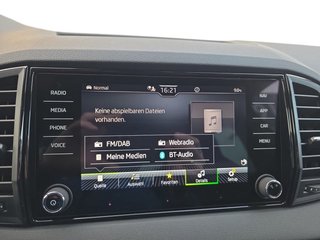 RADIO
MEDIA
PHONE
VOICE
Normal
16:21
Keine abspielbaren Dateien
vorhanden.
FM/DAB
Webradio
Meine Medien
BT-Audio
Quelle
Auswahl
Favoriten
Details
Setup
NAV
APP
CAR
MENU